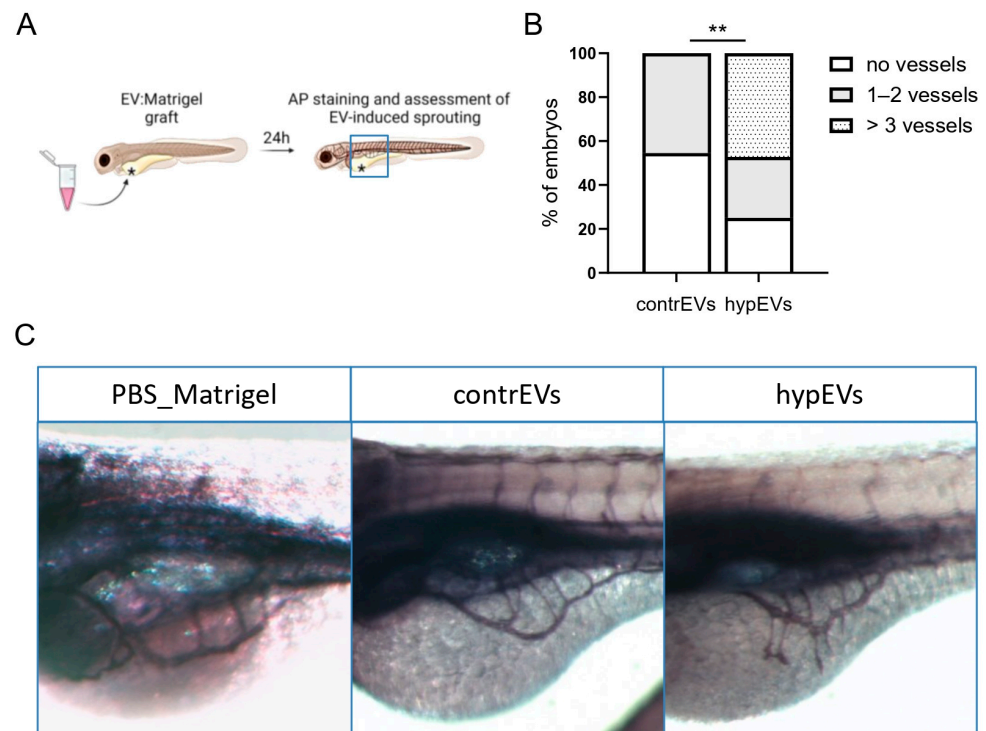 A
EV:Matrigel
graft
24h
AP staining and assessment of
EV-induced sprouting
*
*
B
**
100
80
60
40
20
0
% of embryos
contrEVs hypEVs
no vessels
1–2 vessels
> 3 vessels
C
PBS_Matrigel
contrEVs
hypEVs